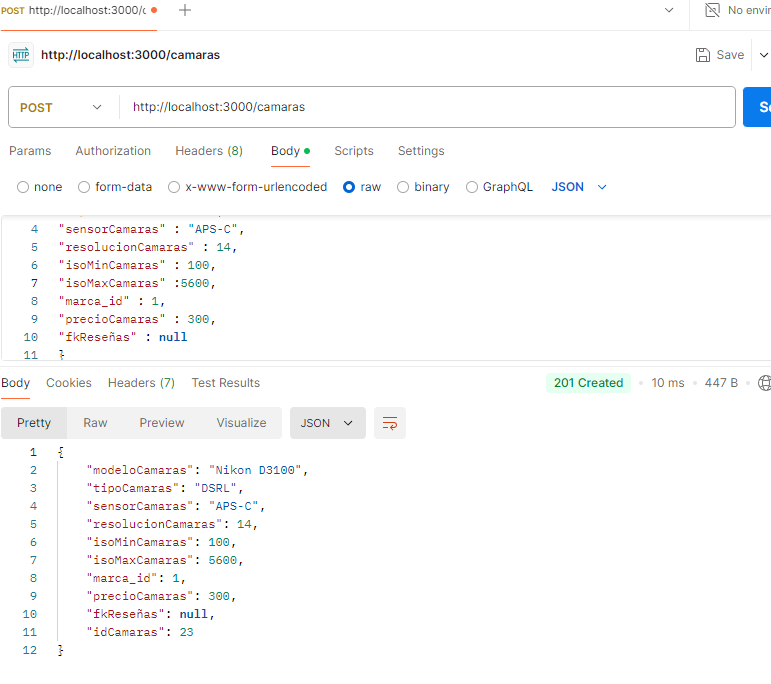 POST http://localhost:3000/c
No envir
HTTP http://localhost:3000/camaras
Save
POST http://localhost:3000/camaras
Params Authorization Headers (8) Body Scripts Settings
none form-data x-www-form-urlencoded raw binary GraphQL JSON
4 "sensorCamaras" : "APS-C",
5 "resolucionCamaras" : 14,
6 "isoMinCamaras" : 100,
7 "isoMaxCamaras" :5600,
8 "marca_id" : 1,
9 "precioCamaras" : 300,
10 "fkReseñas" : null
11 }
Body Cookies Headers (7) Test Results 201 Created 10 ms 447 B
Pretty Raw Preview Visualize JSON
1 {
2 "modeloCamaras": "Nikon D3100",
3 "tipoCamaras": "DSRL",
4 "sensorCamaras": "APS-C",
5 "resolucionCamaras": 14,
6 "isoMinCamaras": 100,
7 "isoMaxCamaras": 5600,
8 "marca_id": 1,
9 "precioCamaras": 300,
10 "fkReseñas": null,
11 "idCamaras": 23
12 }